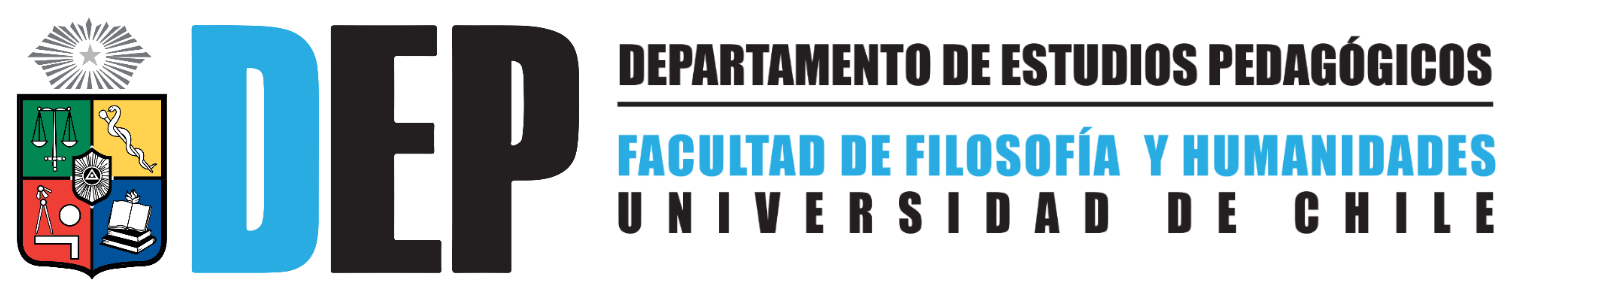 DEP
DEPARTAMENTO DE ESTUDIOS PEDAGÓGICOS
FACULTAD DE FILOSOFÍA Y HUMANIDADES
UNIVERSIDAD DE CHILE